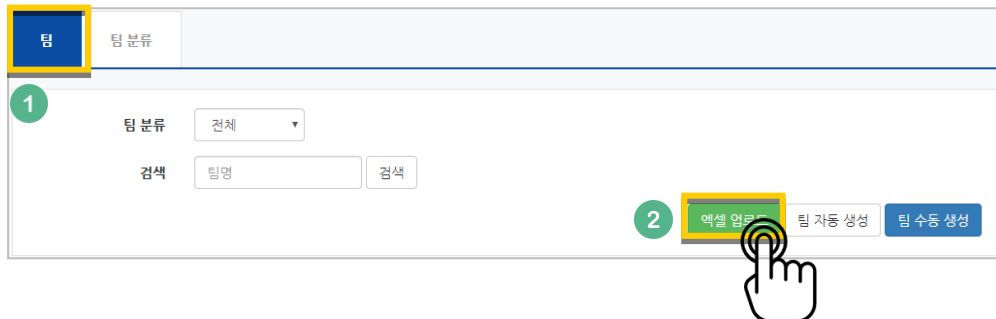 팀 팀 분류
1
팀 분류 전체
검색 팀명 검색
2 엑셀 업로드 팀 자동 생성 팀 수동 생성